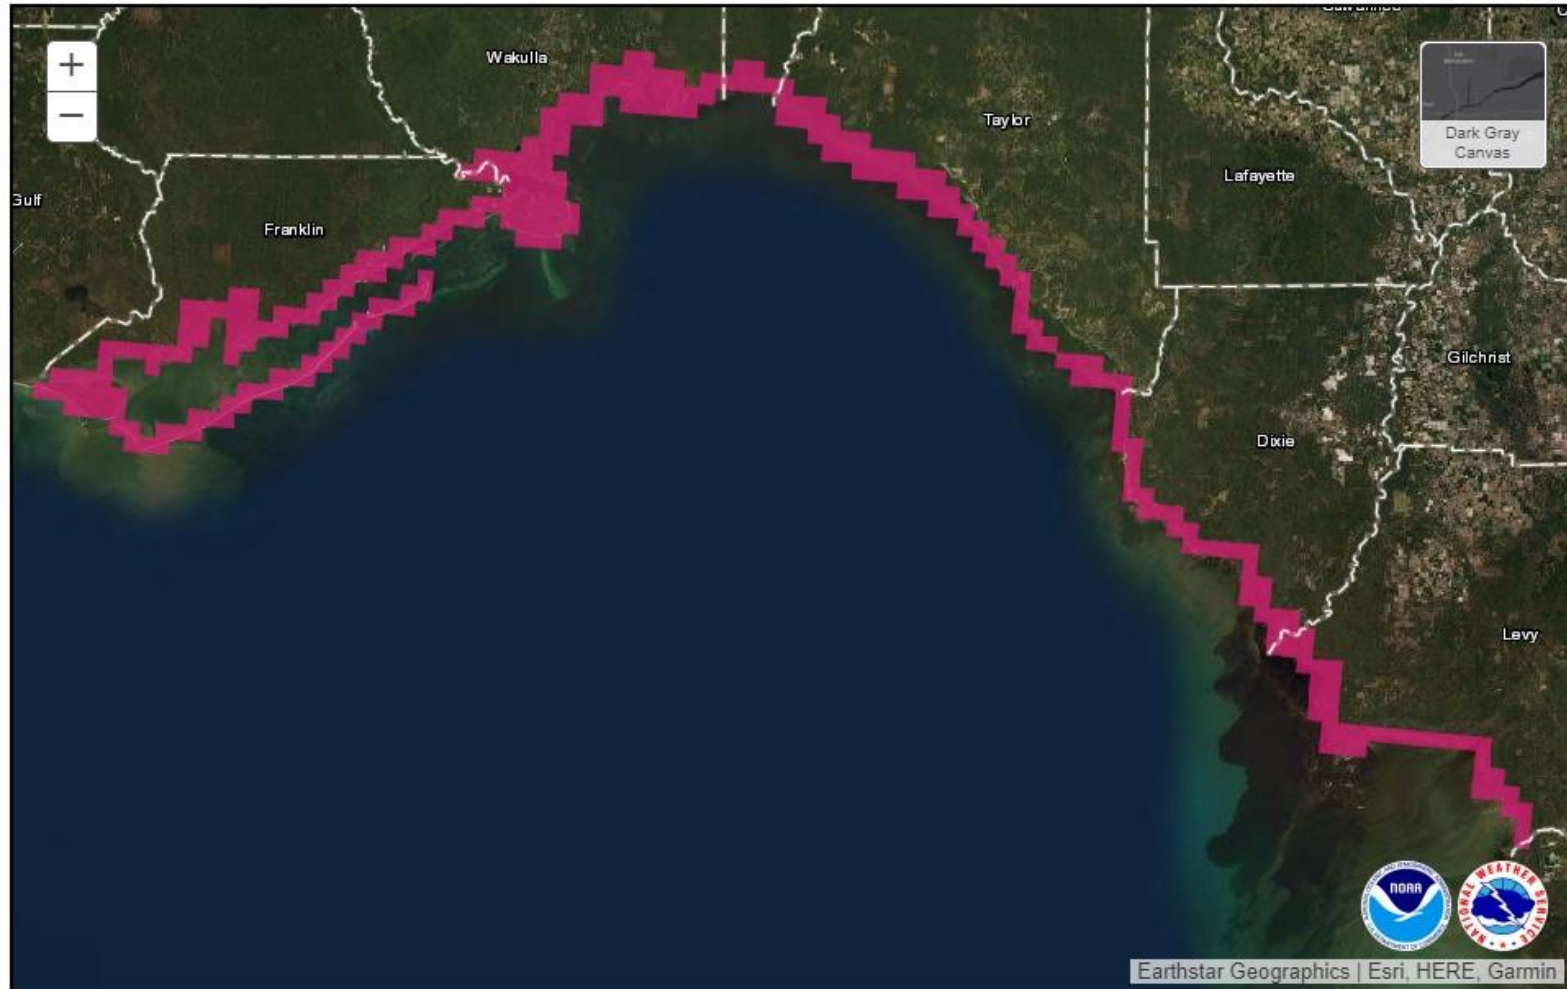 Wakulla
Taylor
Dark Gray
Canvas
Lafayette
Gulf
Franklin
Gilchrist
Dixie
Levy
NOAA
NATIONAL WEATHER SERVICE
Earthstar Geographics | Esri, HERE, Garmin
+
−